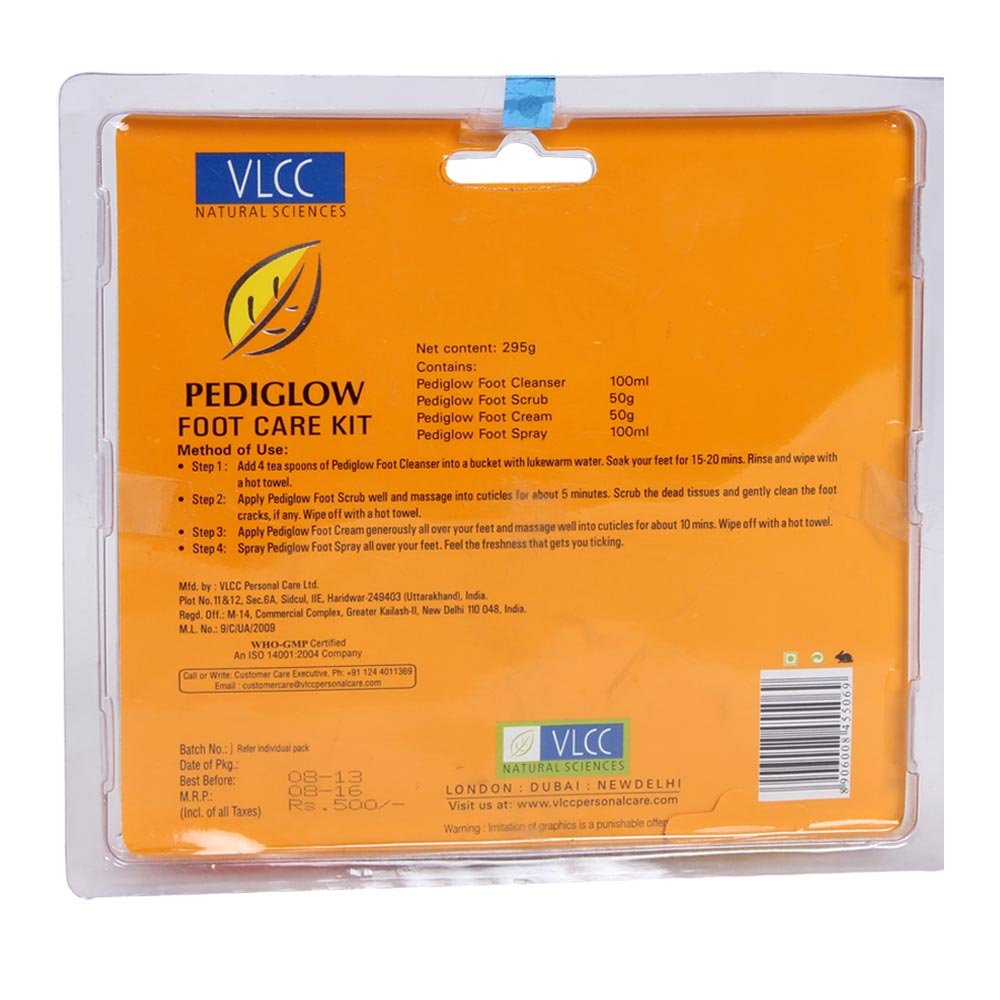 VLCC
NATURAL SCIENCES
PEDIGLOW
FOOT CARE KIT
Net content: 295g
Contains:
Pediglow Foot Cleanser 100ml
Pediglow Foot Scrub 50g
Pediglow Foot Cream 50g
Pediglow Foot Spray 100ml
Method of Use:
• Step 1: Add 4 tea spoons of Pediglow Foot Cleanser into a bucket with lukewarm water. Soak your feet for 15-20 mins. Rinse and wipe with
a hot towel.
• Step 2: Apply Pediglow Foot Scrub well and massage into cuticles for about 5 minutes. Scrub the dead tissues and gently clean the foot
cracks, if any. Wipe off with a hot towel.
• Step 3: Apply Pediglow Foot Cream generously all over your feet and massage well into cuticles for about 10 mins. Wipe off with a hot towel.
• Step 4: Spray Pediglow Foot Spray all over your feet. Feel the freshness that gets you ticking.
Mfd. by : VLCC Personal Care Ltd.
Plot No. 11&12, Sec.6A, Sidcul, IIE, Haridwar-249403 (Uttarakhand), India.
Regd. Off.: M-14, Commercial Complex, Greater Kailash-II, New Delhi 110 048, India.
M.L. No.: 9/C/UA/2009
WHO-GMP Certified
An ISO 14001:2004 Company
Call or Write: Customer Care Executive, Ph: +91 124 4011369
Email : customercare@vlccpersonalcare.com
Batch No.: Refer individual pack
Date of Pkg.: 08-13
Best Before: 08-16
M.R.P.: Rs.500/-
(Incl. of all Taxes)
VLCC
NATURAL SCIENCES
LONDON : DUBAI : NEWDELHI
Visit us at: www.vlccpersonalcare.com
Warning : Imitation of graphics is a punishable offer
8906008455069